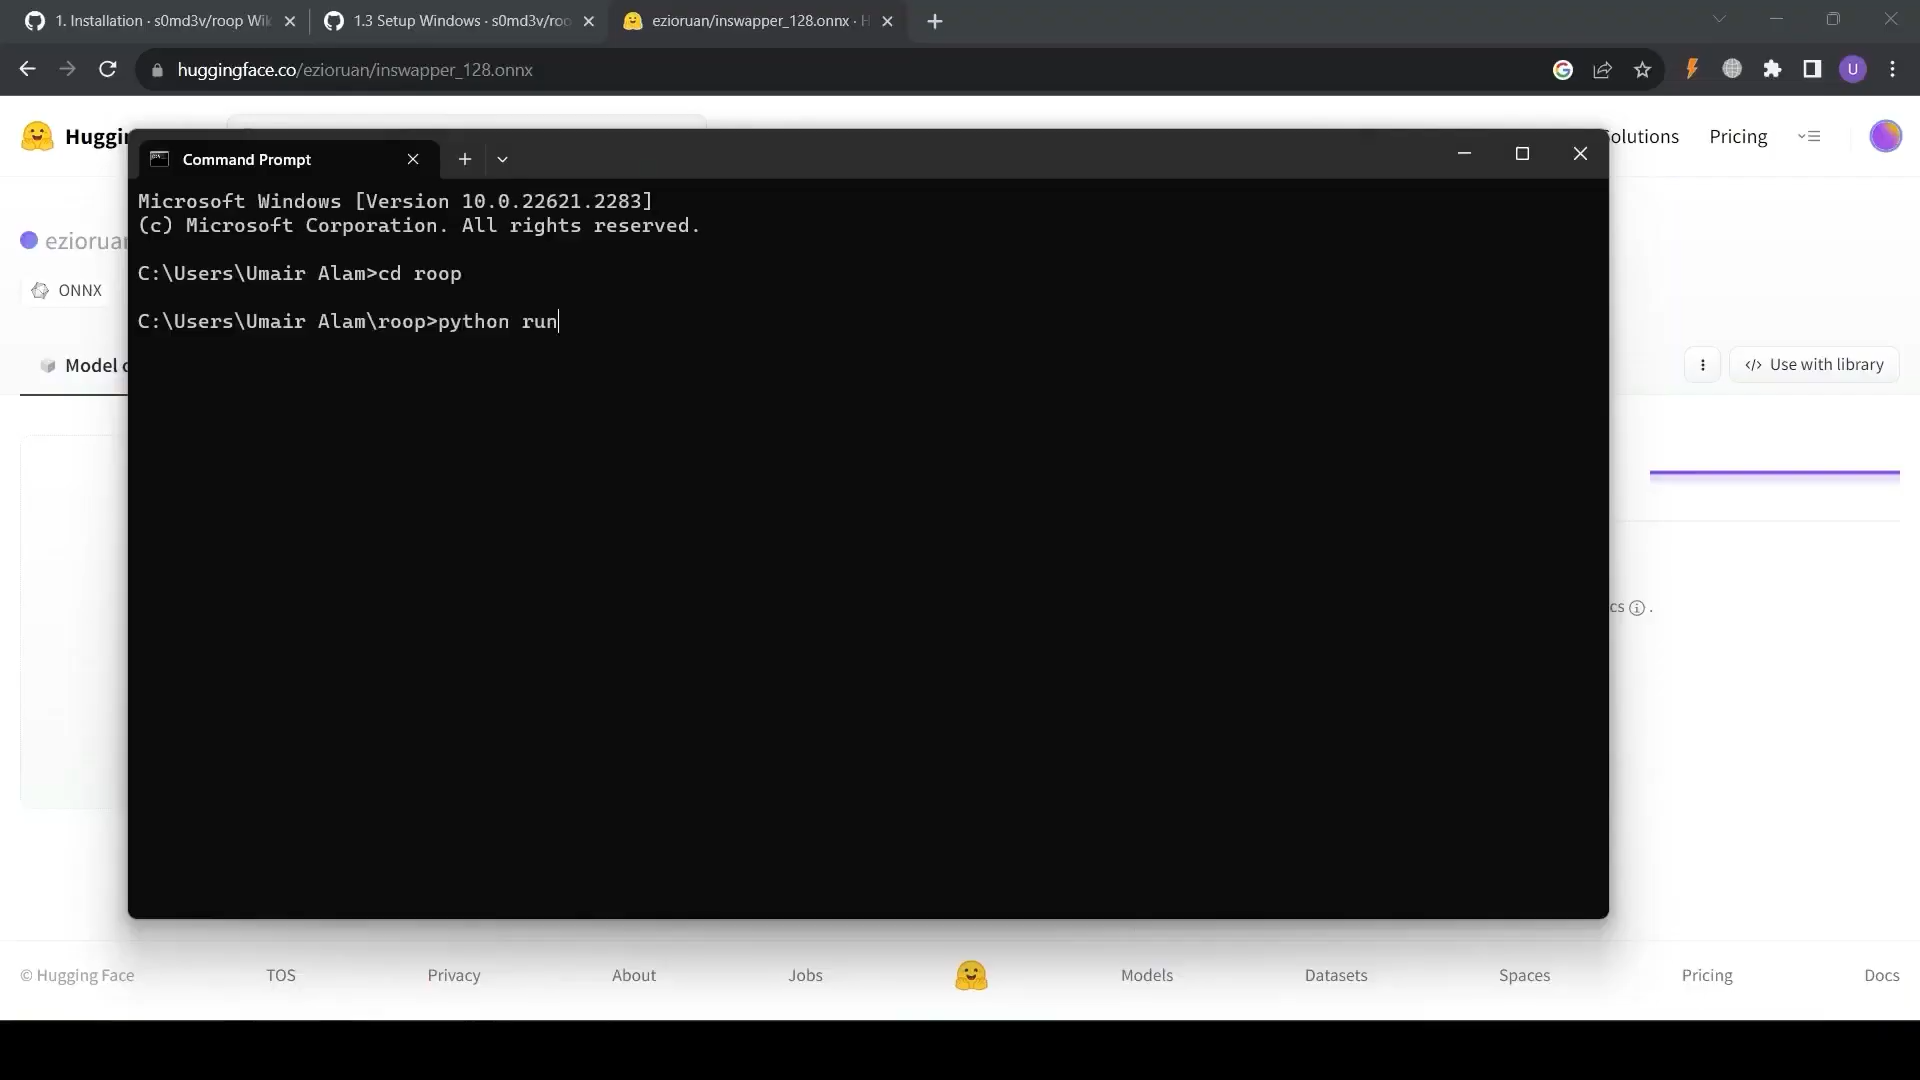 1. Installation · s0md3v/roop Wik
1.3 Setup Windows · s0md3v/roo
ezioruan/inswapper_128.onnx · H
huggingface.co/ezioruan/inswapper_128.onnx
U
Huggin
Solutions
Pricing
Command Prompt
Microsoft Windows [Version 10.0.22621.2283]
(c) Microsoft Corporation. All rights reserved.
ezioruan
C:\Users\Umair Alam>cd roop
ONNX
C:\Users\Umair Alam\roop>python run
Model c
</> Use with library
cs
.
© Hugging Face
TOS
Privacy
About
Jobs
Models
Datasets
Spaces
Pricing
Docs